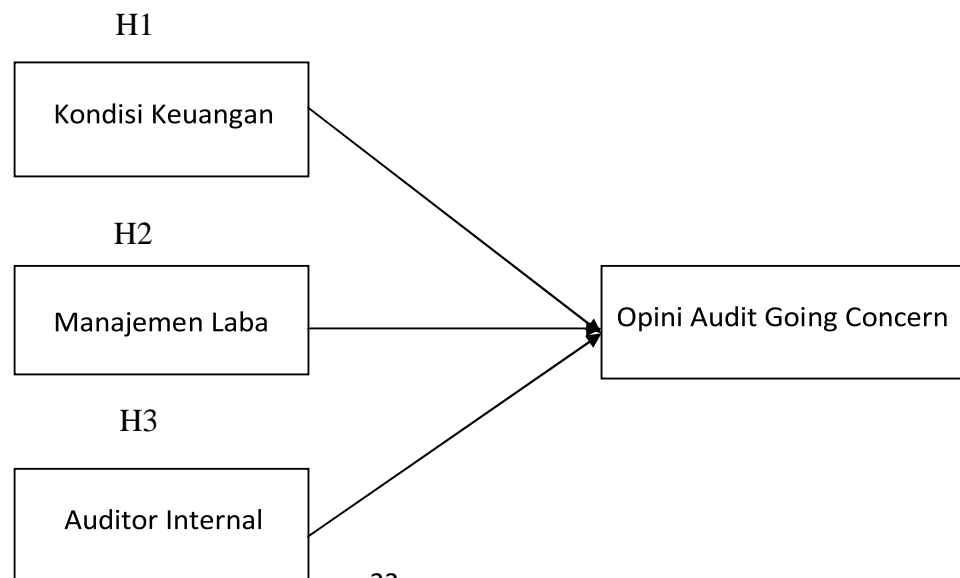 H1
Kondisi Keuangan
H2
Manajemen Laba
Opini Audit Going Concern
H3
Auditor Internal